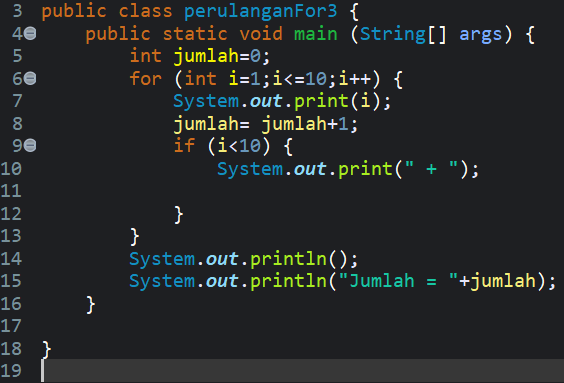 3 public class perulanganFor3 {
4 public static void main (String[] args) {
5 int jumlah=0;
6 for (int i=1;i<=10;i++) {
7 System.out.print(i);
8 jumlah= jumlah+1;
9 if (i<10) {
10 System.out.print(" + ");
11
12 }
13 }
14 System.out.println();
15 System.out.println("Jumlah = "+jumlah);
16 }
17
18 }
19